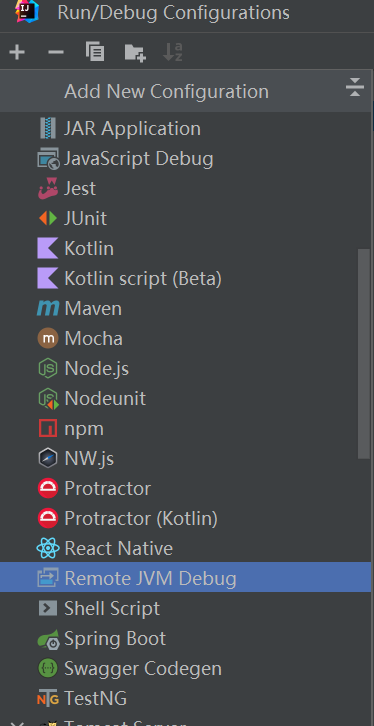 Run/Debug Configurations
Add New Configuration
JAR Application
JavaScript Debug
Jest
JUnit
Kotlin
Kotlin script (Beta)
Maven
Mocha
Node.js
Nodeunit
npm
NW.js
Protractor
Protractor (Kotlin)
React Native
Remote JVM Debug
Shell Script
Spring Boot
Swagger Codegen
TestNG
Tomcat Server